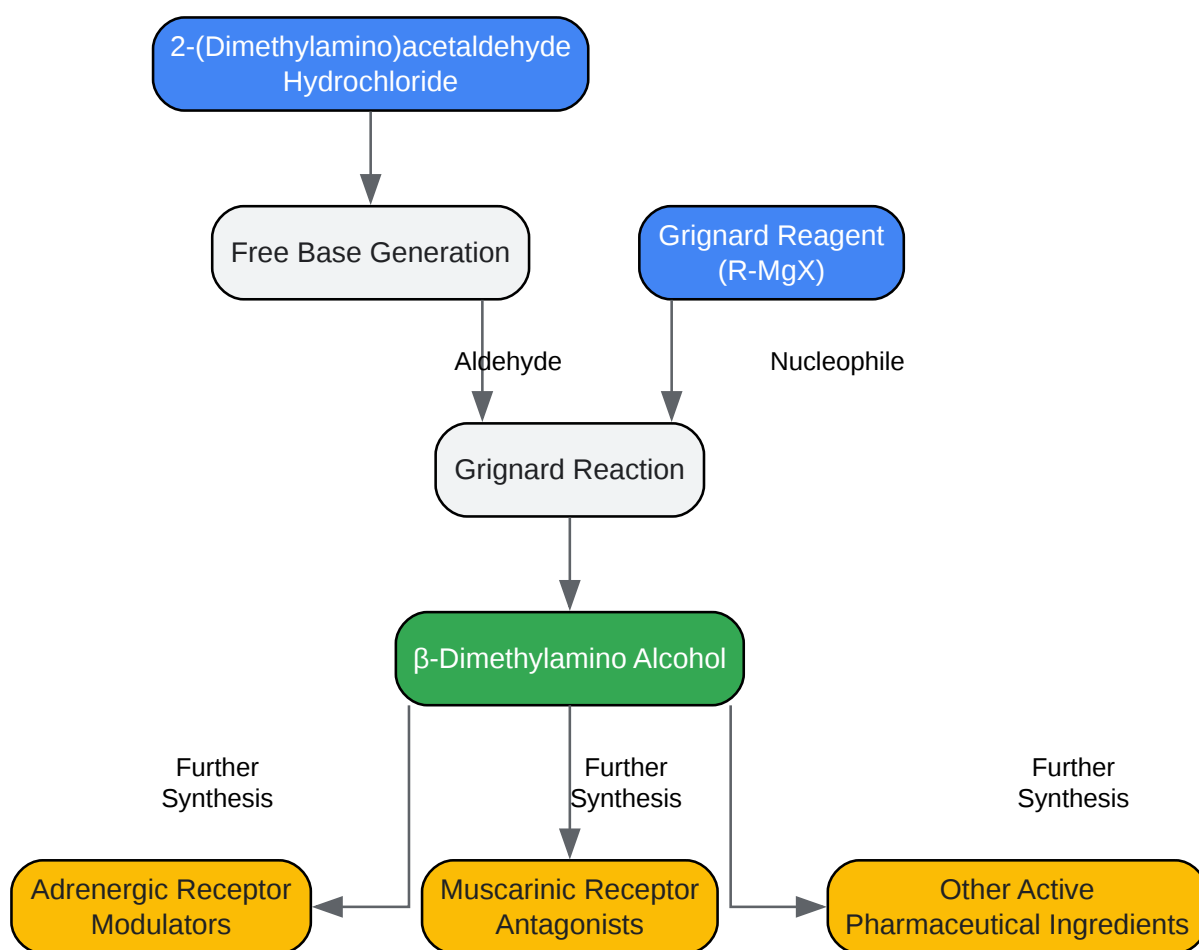 2-(Dimethylamino)acetaldehyde
Hydrochloride
Free Base Generation
Grignard Reagent
(R-MgX)
Aldehyde
Nucleophile
Grignard Reaction
β-Dimethylamino Alcohol
Further
Synthesis
Further
Synthesis
Further
Synthesis
Adrenergic Receptor
Modulators
Muscarinic Receptor
Antagonists
Other Active
Pharmaceutical Ingredients